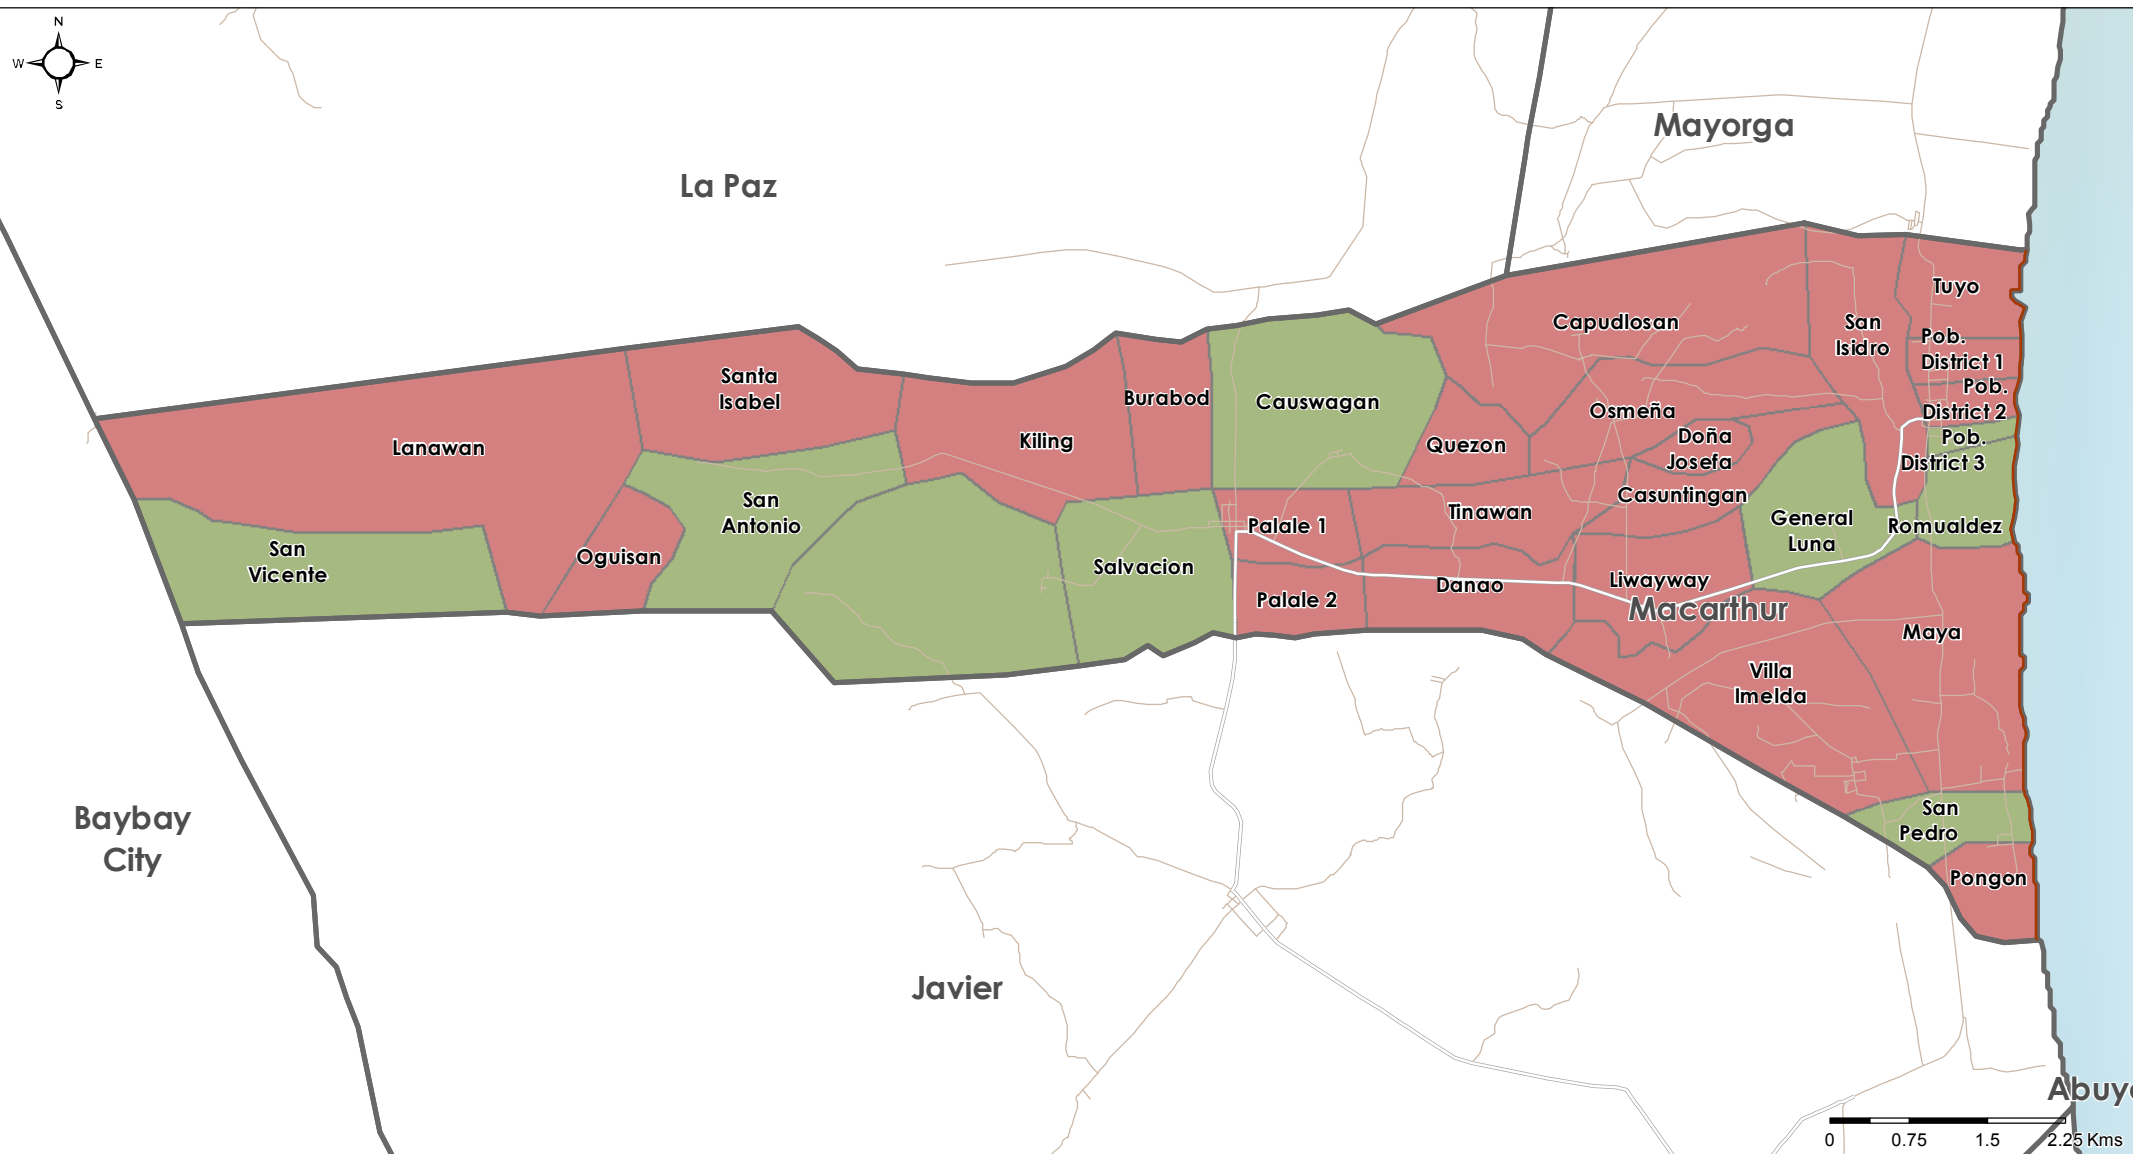 N
W E
S
Mayorga
La Paz
Tuyo
Capudlosan
San
Isidro
Pob.
District 1
Pob.
District 2
Santa
Isabel
Burabod
Causwagan
Osmeña
Kiling
Lanawan
Quezon
Doña
Josefa
Pob.
District 3
San
Antonio
Casuntingan
Tinawan
Palale 1
General
Luna
Romualdez
San
Vicente
Oguisan
Salvacion
Danao
Liwayway
Palale 2
Macarthur
Maya
Villa
Imelda
San
Pedro
Pongon
Baybay
City
Javier
Abuyo
0 0.75 1.5 2.25 Kms